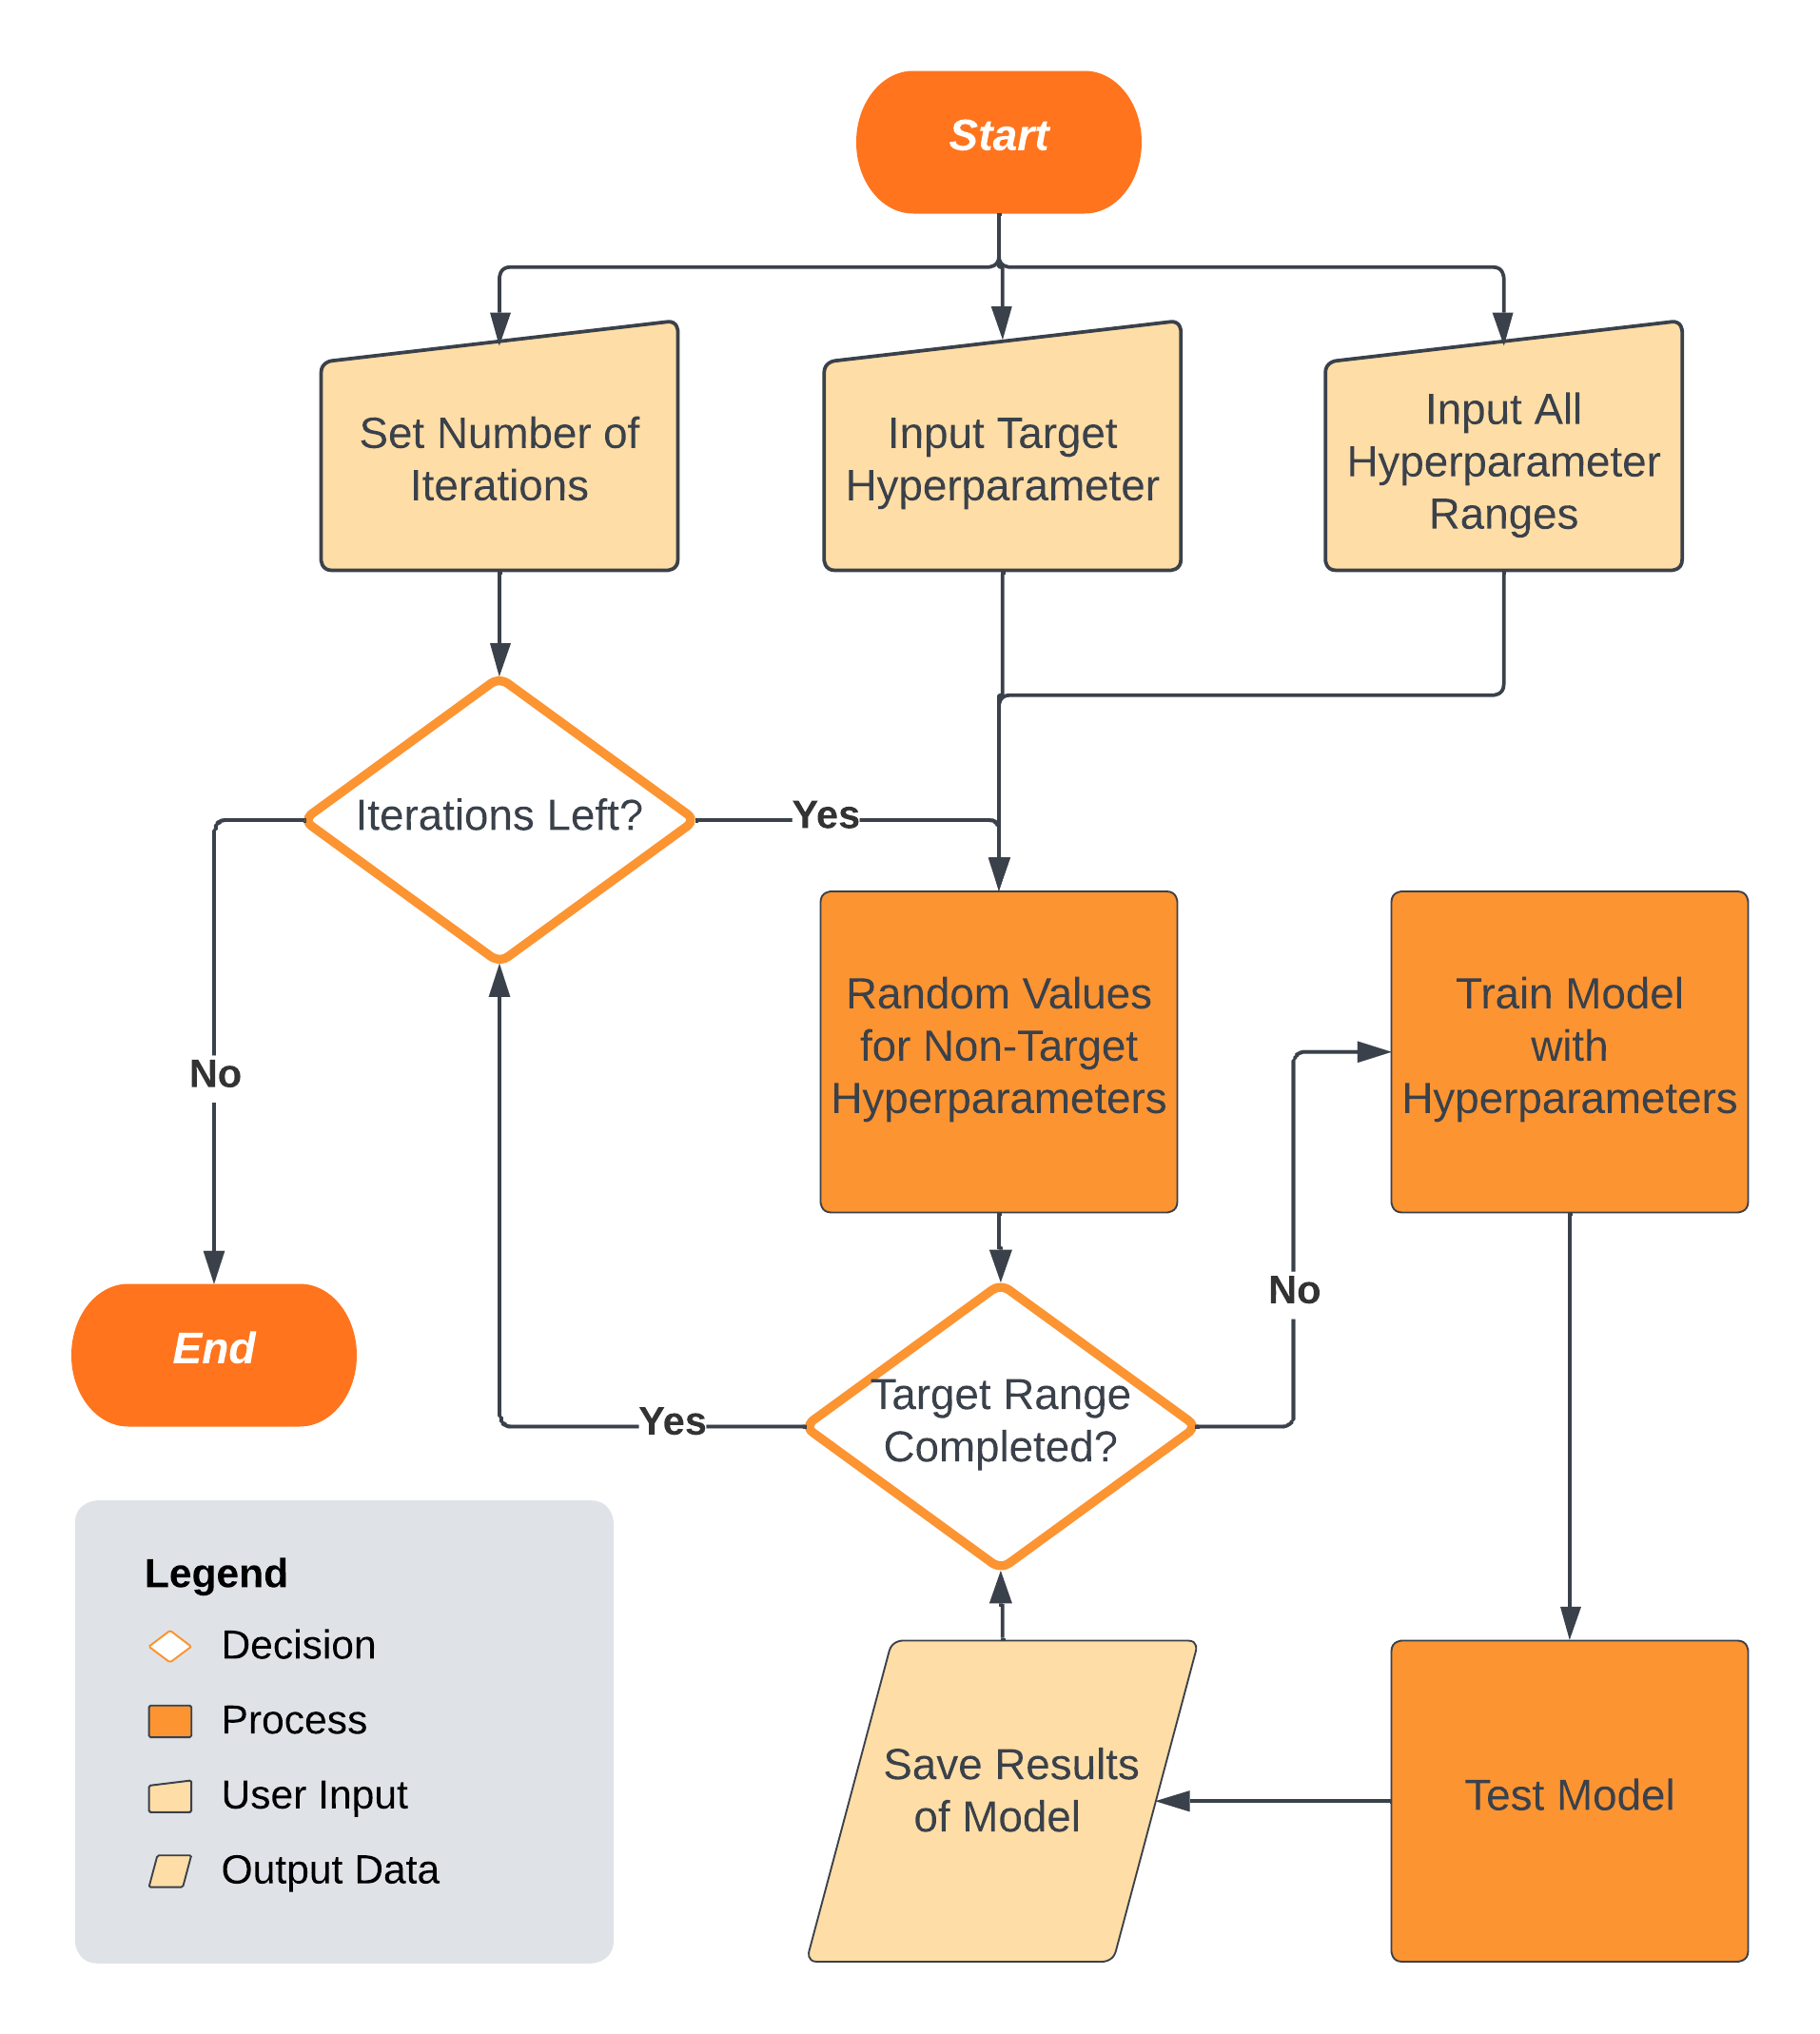 Start
Set Number of
Iterations
Input Target
Hyperparameter
Input All
Hyperparameter
Ranges
Iterations Left?
Yes
No
Random Values
for Non-Target
Hyperparameters
Train Model
with
Hyperparameters
No
End
Target Range
Completed?
Yes
Save Results
of Model
Test Model
Legend
Decision
Process
User Input
Output Data